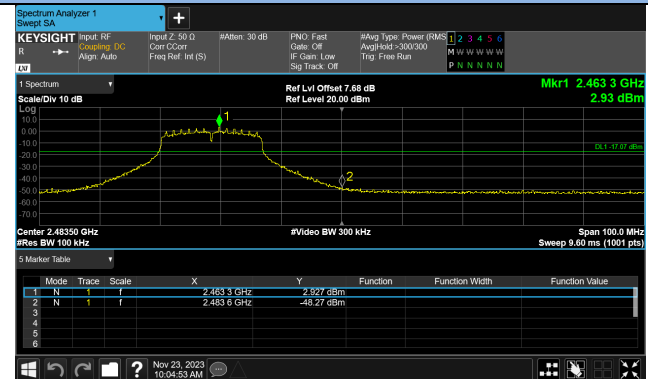 Spectrum Analyzer 1
Swept SA
+
KEYSIGHT Input: RF Input Z: 50 Ω #Atten: 30 dB PNO: Fast #Avg Type: Power (RMS 1 2 3 4 5 6
R Coupling: DC Corr CCorr Gate: Off Avg|Hold:>300/300 M W W W W W
Align: Auto Freq Ref: Int (S) IF Gain: Low Trig: Free Run
LXI Sig Track: Off P N N N N N
1 Spectrum Ref Lvl Offset 7.68 dB Mkr1 2.463 3 GHz
Scale/Div 10 dB Ref Level 20.00 dBm 2.93 dBm
Log
10.0
0.00
-10.0
-20.0
-30.0
-40.0
-50.0
-60.0
-70.0
1
DL1 -17.07 dBm
2
Center 2.48350 GHz #Video BW 300 kHz Span 100.0 MHz
#Res BW 100 kHz Sweep 9.60 ms (1001 pts)
5 Marker Table
Mode Trace Scale X Y Function Function Width Function Value
1 N 1 f 2.463 3 GHz 2.927 dBm
2 N 1 f 2.483 6 GHz -48.27 dBm
3
4
5
6
? Nov 23, 2023
10:04:53 AM